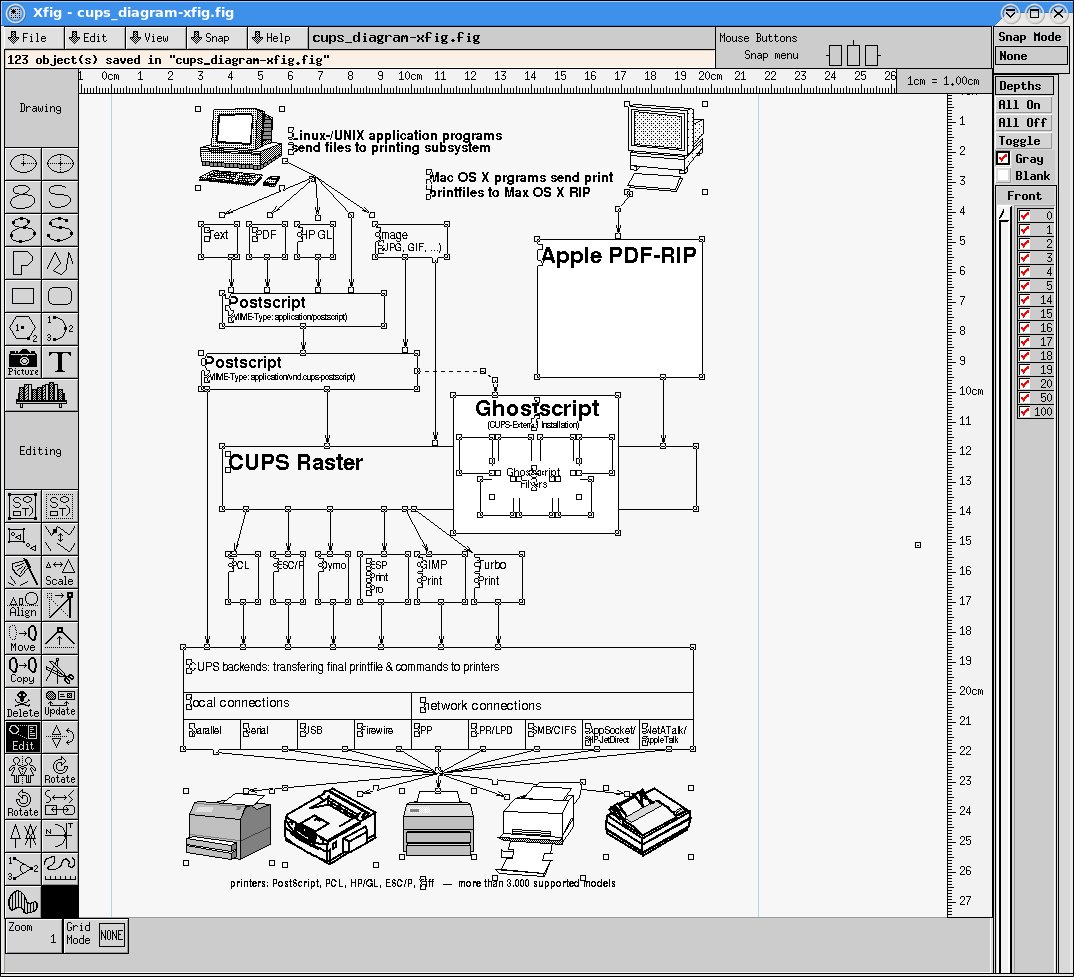 Xfig - cups_diagram-xfig.fig
File Edit View Snap Help cups_diagram-xfig.fig
Mouse Buttons
Snap menu
Snap Mode
None
123 object(s) saved in "cups_diagram-xfig.fig"
0cm 1 2 3 4 5 6 7 8 9 10cm 11 12 13 14 15 16 17 18 19 20cm 21 22 23 24 25 26
1cm = 1,00cm
Drawing
Picture
T
Editing
Scale
Align
Move
Copy
Delete Update
Edit
Rotate
Rotate
Zoom
1
Grid
Mode
NONE
Linux-/UNIX application programs
send files to printing subsystem
Mac OS X prgrams send print
printfiles to Max OS X RIP
Text PDF HP GL Image
(JPG, GIF, ...)
Apple PDF-RIP
Postscript
(MIME-Type: application/postscript)
Postscript
(MIME-Type: application/vnd.cups-postscript)
Ghostscript
(CUPS-External Installation)
Ghostscript
Filters
CUPS Raster
PCL ESC/P Dymo ESP
Print
Pro
GIMP
Print
Turbo
Print
CUPS backends: transfering final printfile & commands to printers
local connections
network connections
parallel Serial USB Firewire IPP LPR/LPD SMB/CIFS AppSocket/
HP-JetDirect
NetATalk/
AppleTalk
printers: PostScript, PCL, HP/GL, ESC/P, Giff — more than 3.000 supported models
1
2
3
4
5
6
7
8
9
10cm
11
12
13
14
15
16
17
18
19
20cm
21
22
23
24
25
26
27
Depths
All On
All Off
Toggle
Gray
Blank
Front
0
1
2
3
4
5
14
15
16
17
18
19
20
50
100